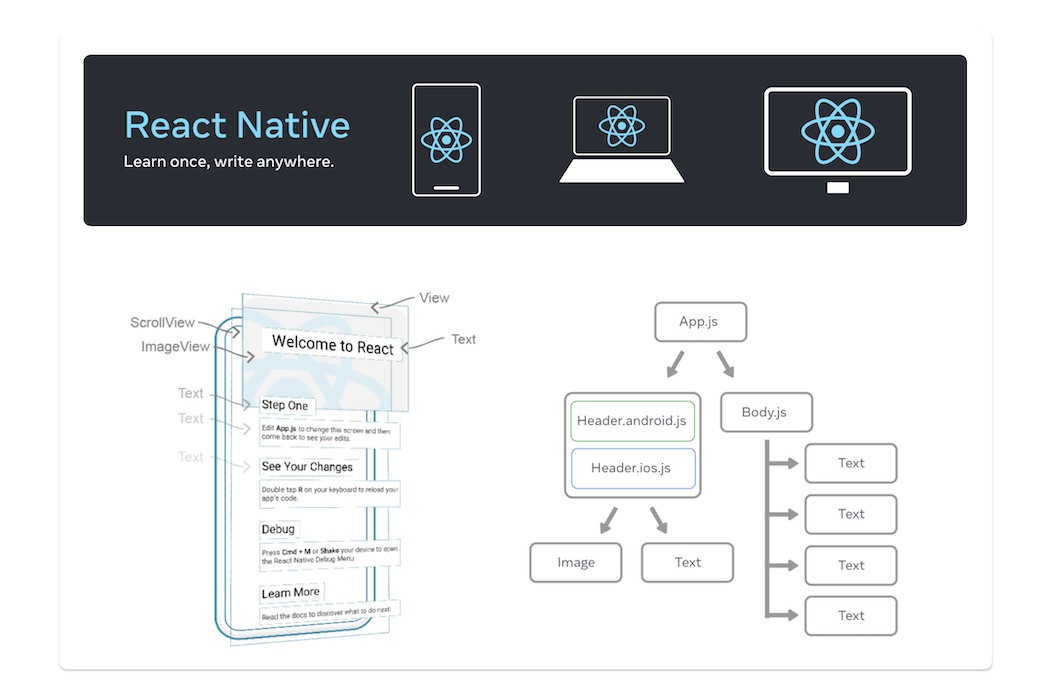 React Native
Learn once, write anywhere.
View
ScrollView
ImageView
Text
Welcome to React
Text
Step One
Text
Edit App.js to change this screen and then
come back to see your edits.
Text
See Your Changes
Double tap R on your keyboard to reload your
app's code.
Debug
Press Cmd + M or Shake your device to open
the React Native Debug Menu
Learn More
Read the docs to discover what to do next:
App.js
Header.android.js
Header.ios.js
Image
Text
Body.js
Text
Text
Text
Text